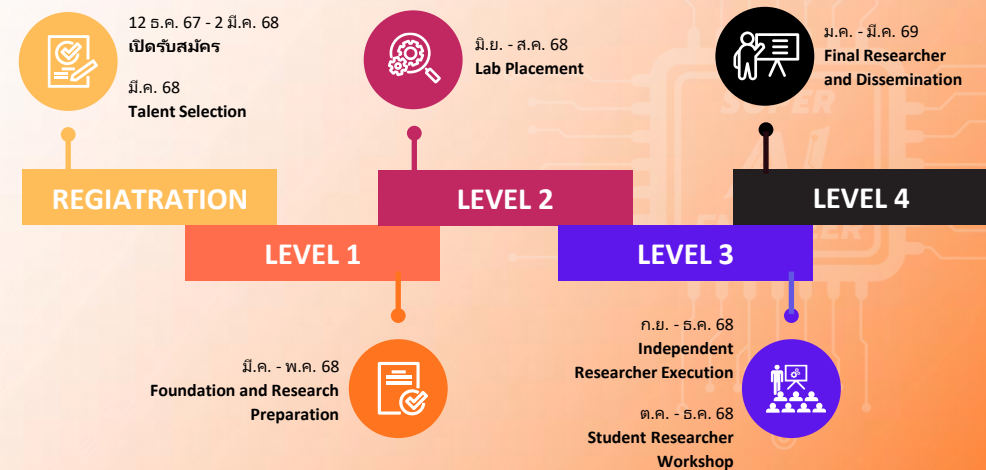 12 ธ.ค. 67 - 2 มี.ค. 68
เปิดรับสมัคร
มี.ค. 68
Talent Selection
REGIATRATION
มี.ค. - พ.ค. 68
Foundation and Research
Preparation
LEVEL 1
มิ.ย. - ส.ค. 68
Lab Placement
LEVEL 2
ก.ย. - ธ.ค. 68
Independent
Researcher Execution
ต.ค. - ธ.ค. 68
Student Researcher
Workshop
LEVEL 3
ม.ค. - มี.ค. 69
Final Researcher
and Dissemination
LEVEL 4
SUPER
AI